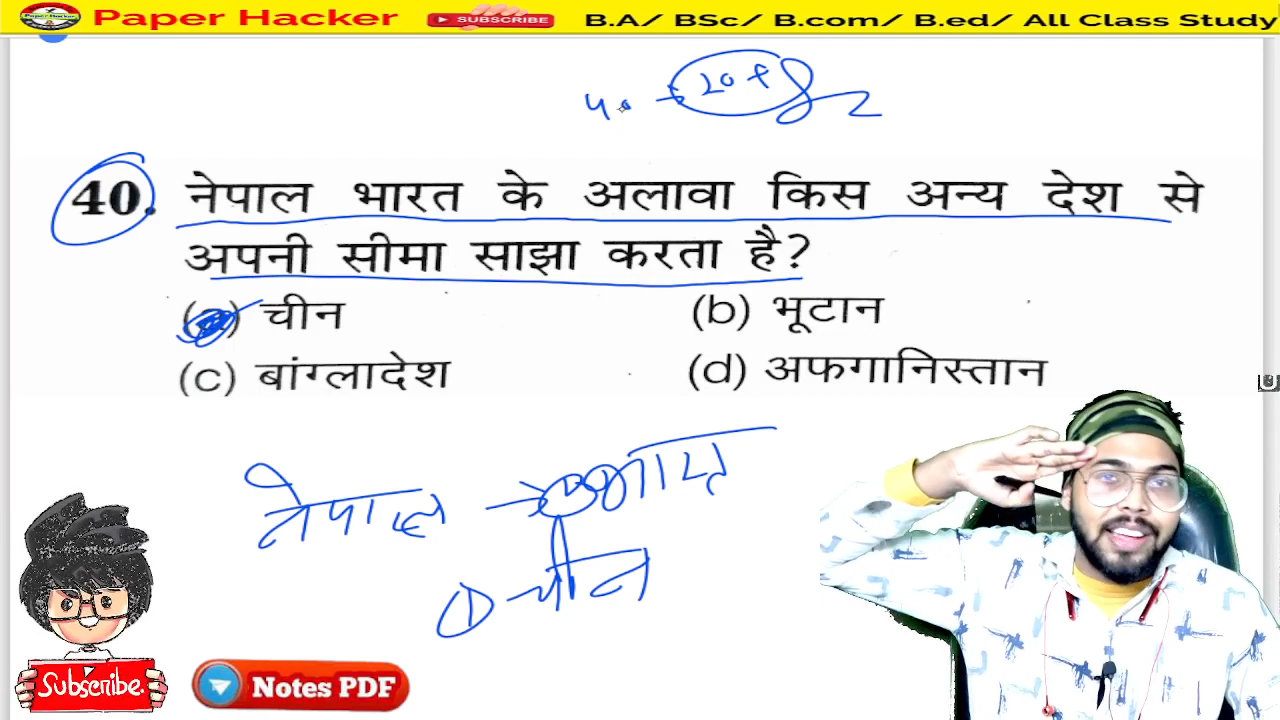 Paper Hacker SUBSCRIBE B.A/ BSc/ B.com/ B.ed/ All Class Study
40. नेपाल भारत के अलावा किस अन्य देश से
अपनी सीमा साझा करता है?
चीन (b) भूटान
(c) बांग्लादेश (d) अफगानिस्तान
नेपाल → भारत
① चीन
Subscribe.
Notes PDF